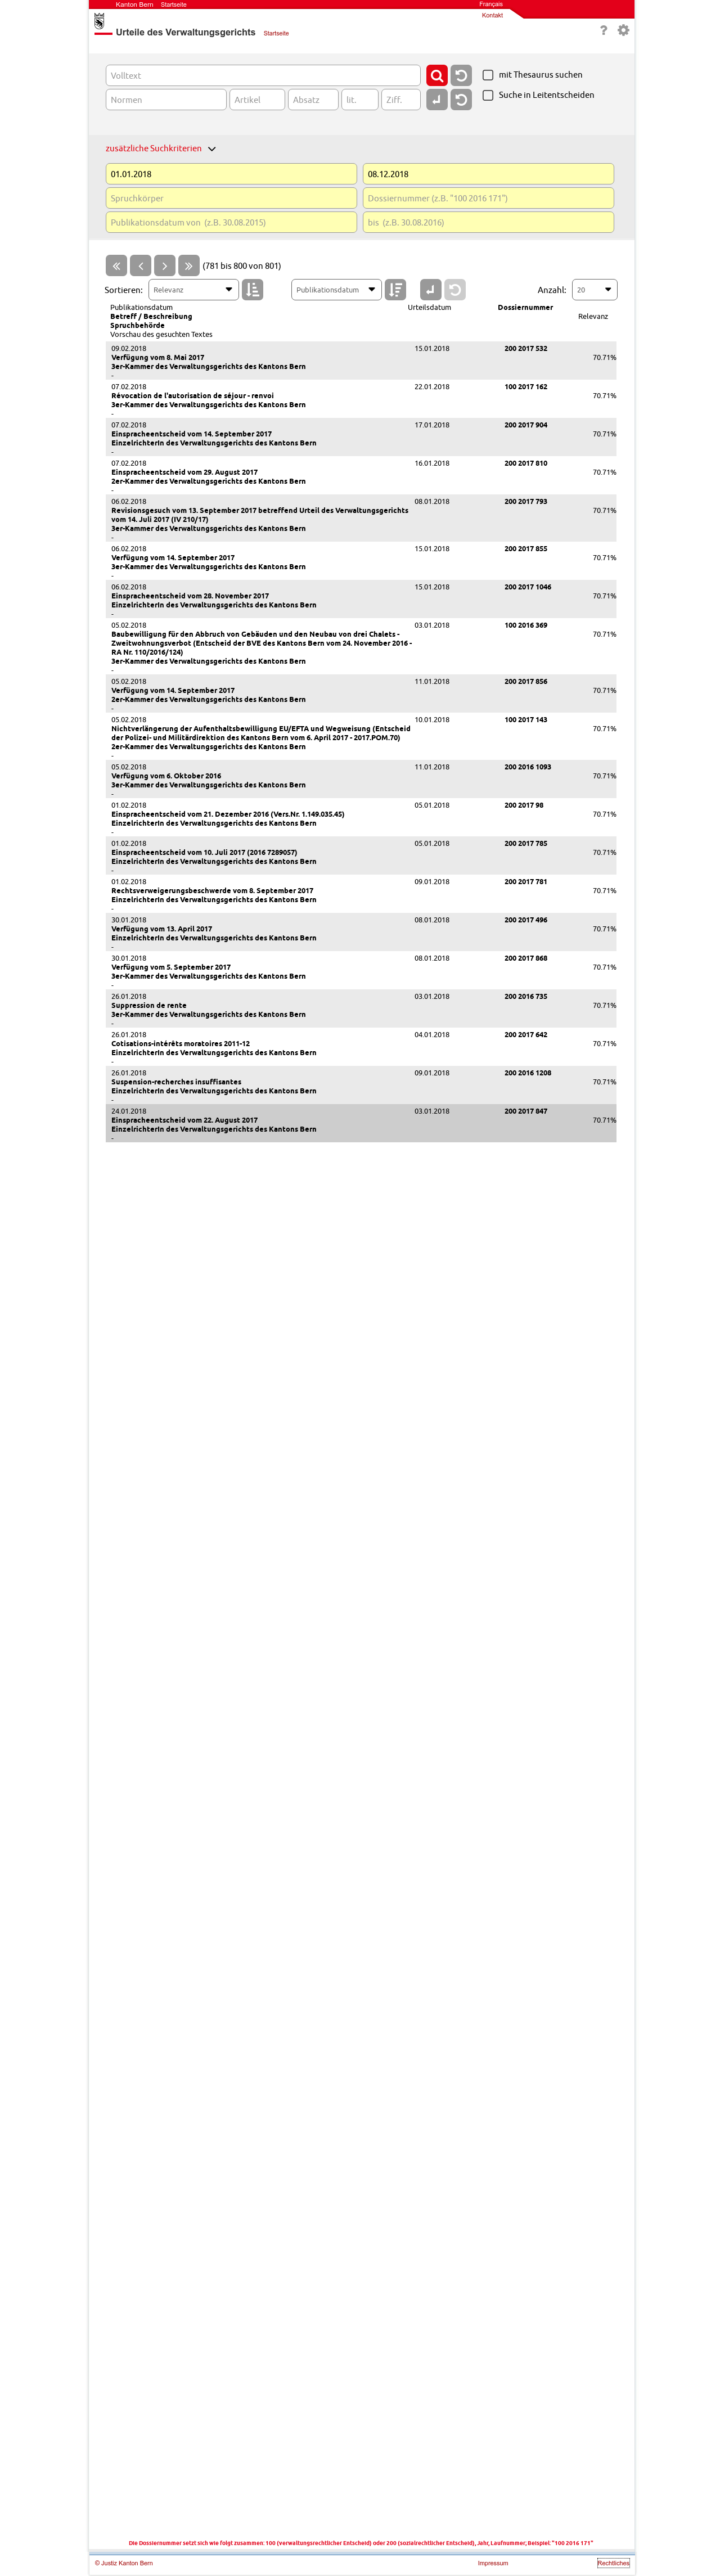 Kanton Bern Startseite Français
Kontakt
Urteile des Verwaltungsgerichts Startseite
?
Volltext
mit Thesaurus suchen
Normen Artikel Absatz lit. Ziff.
Suche in Leitentscheiden
zusätzliche Suchkriterien
01.01.2018 08.12.2018
Spruchkörper Dossiernummer (z.B. "100 2016 171")
Publikationsdatum von (z.B. 30.08.2015) bis (z.B. 30.08.2016)
(781 bis 800 von 801)
Sortieren: Relevanz Publikationsdatum Anzahl: 20
Publikationsdatum Urteilsdatum Dossiernummer
Betreff / Beschreibung Relevanz
Spruchbehörde
Vorschau des gesuchten Textes
09.02.2018 15.01.2018 200 2017 532
Verfügung vom 8. Mai 2017 70.71%
3er-Kammer des Verwaltungsgerichts des Kantons Bern
-
07.02.2018 22.01.2018 100 2017 162
Révocation de l'autorisation de séjour - renvoi 70.71%
3er-Kammer des Verwaltungsgerichts des Kantons Bern
-
07.02.2018 17.01.2018 200 2017 904
Einspracheentscheid vom 14. September 2017 70.71%
EinzelrichterIn des Verwaltungsgerichts des Kantons Bern
-
07.02.2018 16.01.2018 200 2017 810
Einspracheentscheid vom 29. August 2017 70.71%
2er-Kammer des Verwaltungsgerichts des Kantons Bern
-
06.02.2018 08.01.2018 200 2017 793
Revisionsgesuch vom 13. September 2017 betreffend Urteil des Verwaltungsgerichts 70.71%
vom 14. Juli 2017 (IV 210/17)
3er-Kammer des Verwaltungsgerichts des Kantons Bern
-
06.02.2018 15.01.2018 200 2017 855
Verfügung vom 14. September 2017 70.71%
3er-Kammer des Verwaltungsgerichts des Kantons Bern
-
06.02.2018 15.01.2018 200 2017 1046
Einspracheentscheid vom 28. November 2017 70.71%
EinzelrichterIn des Verwaltungsgerichts des Kantons Bern
-
05.02.2018 03.01.2018 100 2016 369
Baubewilligung für den Abbruch von Gebäuden und den Neubau von drei Chalets - 70.71%
Zweitwohnungsverbot (Entscheid der BVE des Kantons Bern vom 24. November 2016 -
RA Nr. 110/2016/124)
3er-Kammer des Verwaltungsgerichts des Kantons Bern
-
05.02.2018 11.01.2018 200 2017 856
Verfügung vom 14. September 2017 70.71%
2er-Kammer des Verwaltungsgerichts des Kantons Bern
-
05.02.2018 10.01.2018 100 2017 143
Nichtverlängerung der Aufenthaltsbewilligung EU/EFTA und Wegweisung (Entscheid 70.71%
der Polizei- und Militärdirektion des Kantons Bern vom 6. April 2017 - 2017.POM.70)
2er-Kammer des Verwaltungsgerichts des Kantons Bern
-
05.02.2018 11.01.2018 200 2016 1093
Verfügung vom 6. Oktober 2016 70.71%
3er-Kammer des Verwaltungsgerichts des Kantons Bern
-
01.02.2018 05.01.2018 200 2017 98
Einspracheentscheid vom 21. Dezember 2016 (Vers.Nr. 1.149.035.45) 70.71%
EinzelrichterIn des Verwaltungsgerichts des Kantons Bern
-
01.02.2018 05.01.2018 200 2017 785
Einspracheentscheid vom 10. Juli 2017 (2016 7289057) 70.71%
EinzelrichterIn des Verwaltungsgerichts des Kantons Bern
-
01.02.2018 09.01.2018 200 2017 781
Rechtsverweigerungsbeschwerde vom 8. September 2017 70.71%
EinzelrichterIn des Verwaltungsgerichts des Kantons Bern
-
30.01.2018 08.01.2018 200 2017 496
Verfügung vom 13. April 2017 70.71%
EinzelrichterIn des Verwaltungsgerichts des Kantons Bern
-
30.01.2018 08.01.2018 200 2017 868
Verfügung vom 5. September 2017 70.71%
3er-Kammer des Verwaltungsgerichts des Kantons Bern
-
26.01.2018 03.01.2018 200 2016 735
Suppression de rente 70.71%
3er-Kammer des Verwaltungsgerichts des Kantons Bern
-
26.01.2018 04.01.2018 200 2017 642
Cotisations-intérêts moratoires 2011-12 70.71%
EinzelrichterIn des Verwaltungsgerichts des Kantons Bern
-
26.01.2018 09.01.2018 200 2016 1208
Suspension-recherches insuffisantes 70.71%
EinzelrichterIn des Verwaltungsgerichts des Kantons Bern
-
24.01.2018 03.01.2018 200 2017 847
Einspracheentscheid vom 22. August 2017 70.71%
EinzelrichterIn des Verwaltungsgerichts des Kantons Bern
-
Die Dossiernummer setzt sich wie folgt zusammen: 100 (verwaltungsrechtlicher Entscheid) oder 200 (sozialrechtlicher Entscheid), Jahr, Laufnummer; Beispiel: "100 2016 171"
© Justiz Kanton Bern Impressum Rechtliches